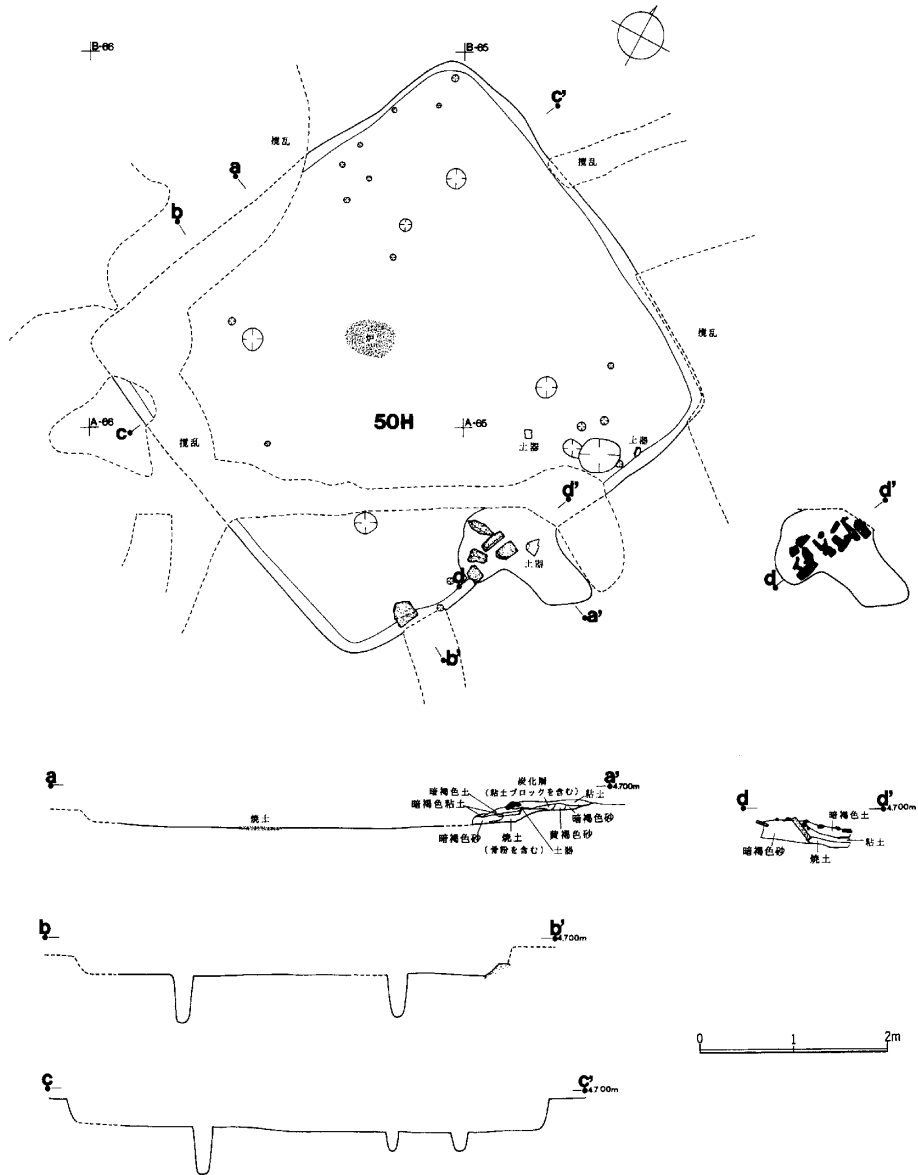 B-66
B-65
c'
攪乱
攪乱
a
b
炉
攪乱
50H
A-66
A-65
c
攪乱
土器
土器
d'
d'
d
土器
d
a'
b'
a
a'
4.700m
炭化層
(粘土ブロックを含む)
粘土
暗褐色土
暗褐色粘土
焼土
暗褐色砂
暗褐色砂
焼土
黄褐色砂
(骨粉を含む)
土器
d
d'
4.700m
暗褐色土
粘土
暗褐色砂
焼土
b
b'
4.700m
0
1
2m
c
c'
4.700m